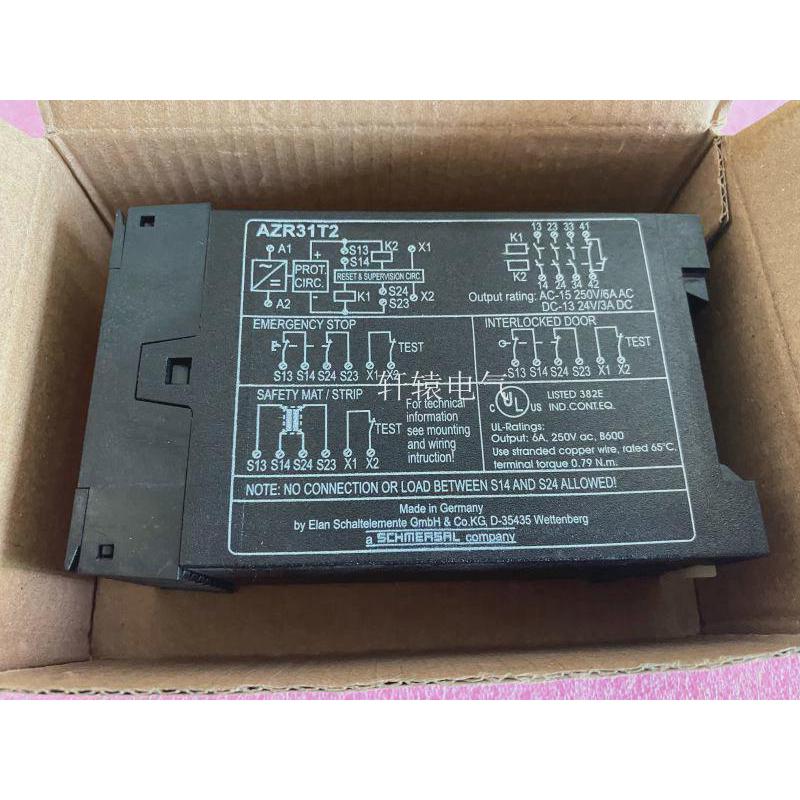 AZR31T2
A1
A2
PROT.
CIRC.
+
-
S13
S14
K2
X1
RESET & SUPERVISION CIRC.
K1
S24
S23
X2
13 23 33 41
K1
K2
14 24 34 42
Output rating: AC-15 250V/6A AC
DC-13 24V/3A DC
EMERGENCY STOP
TEST
S13 S14 S24 S23 X1 X2
INTERLOCKED DOOR
TEST
S13 S14 S24 S23 X1 X2
SAFETY MAT / STRIP
TEST
S13 S14 S24 S23 X1 X2
For technical
information
see mounting
and wiring
intruction!
轩辕电气
C UL US
LISTED 382E
IND.CONT.EQ.
UL-Ratings:
Output: 6A, 250V ac, B600
Use stranded copper wire, rated 65°C.
terminal torque 0.79 N.m.
NOTE: NO CONNECTION OR LOAD BETWEEN S14 AND S24 ALLOWED!
Made in Germany
by Elan Schaltelemente GmbH & Co.KG, D-35435 Wettenberg
a SCHMERSAL company